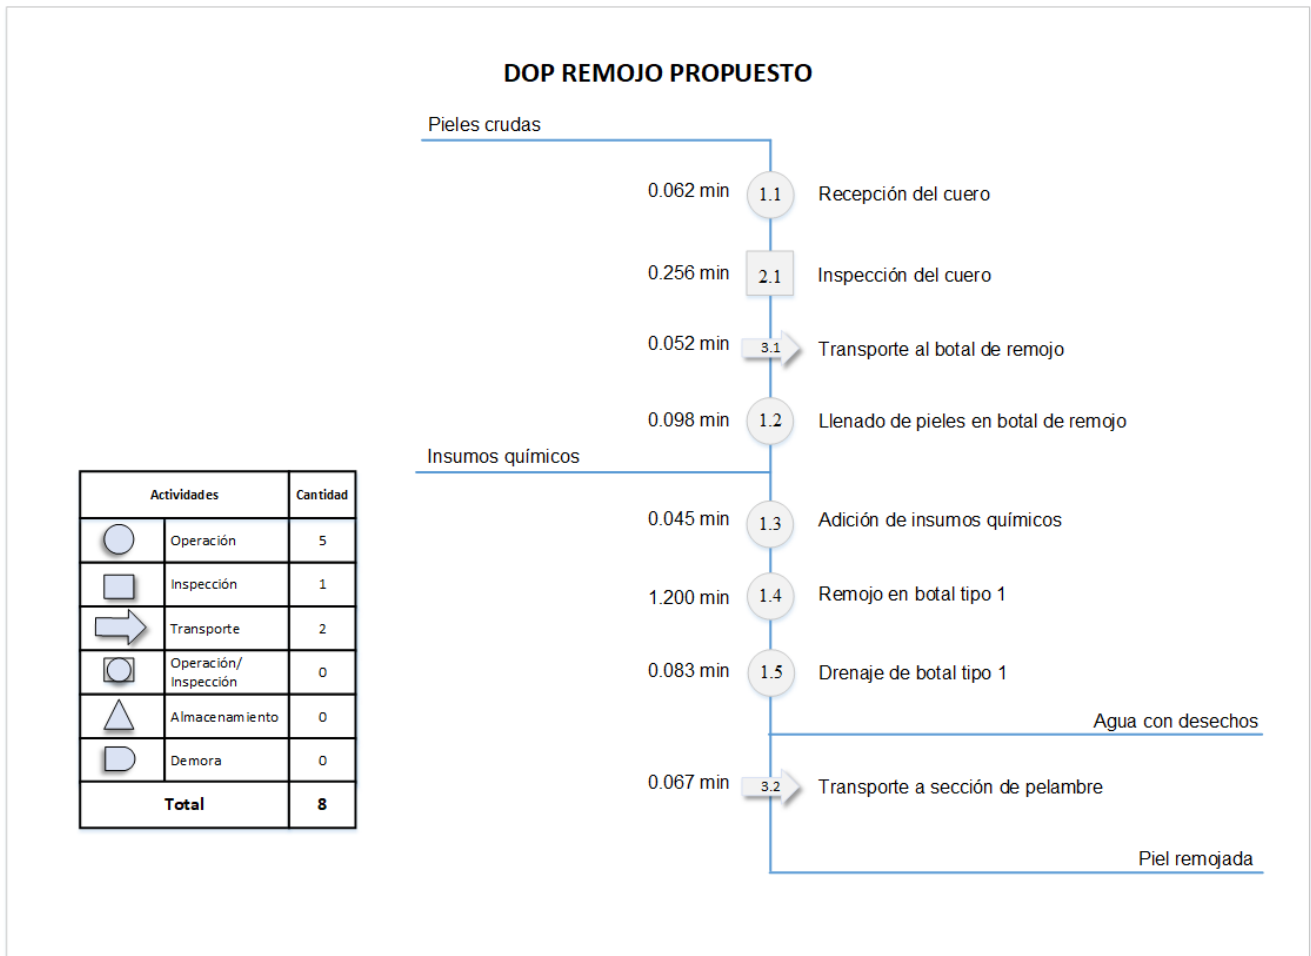 DOP REMOJO PROPUESTO
Pieles crudas
0.062 min 1.1 Recepción del cuero
0.256 min 2.1 Inspección del cuero
0.052 min 3.1 Transporte al botal de remojo
0.098 min 1.2 Llenado de pieles en botal de remojo
Insumos químicos
0.045 min 1.3 Adición de insumos químicos
1.200 min 1.4 Remojo en botal tipo 1
0.083 min 1.5 Drenaje de botal tipo 1
Agua con desechos
0.067 min 3.2 Transporte a sección de pelambre
Piel remojada
Actividades Cantidad
Operación 5
Inspección 1
Transporte 2
Operación/
Inspección 0
Almacenamiento 0
Demora 0
Total 8